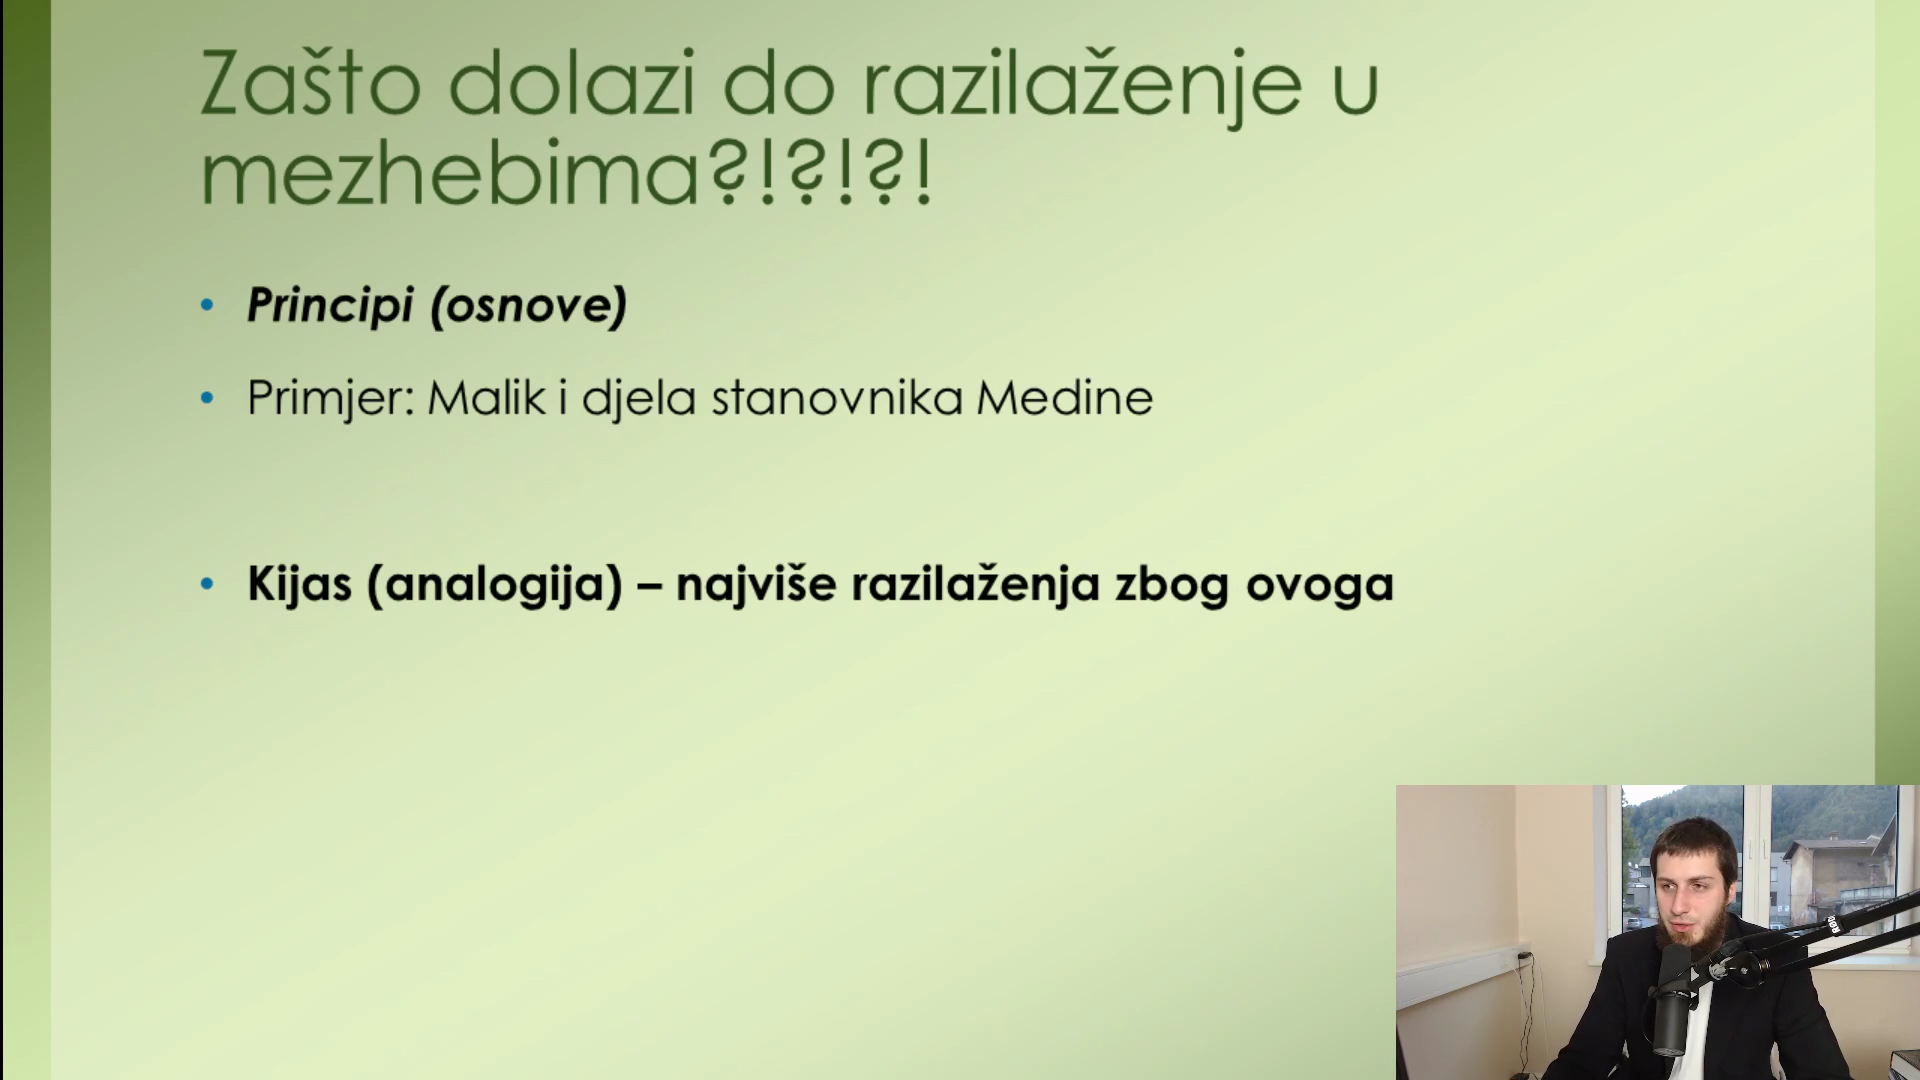 Zašto dolazi do razilaženje u
mezhebima?!?!?!
• Principi (osnove)
• Primjer: Malik i djela stanovnika Medine
• Kijas (analogija) – najviše razilaženja zbog ovoga